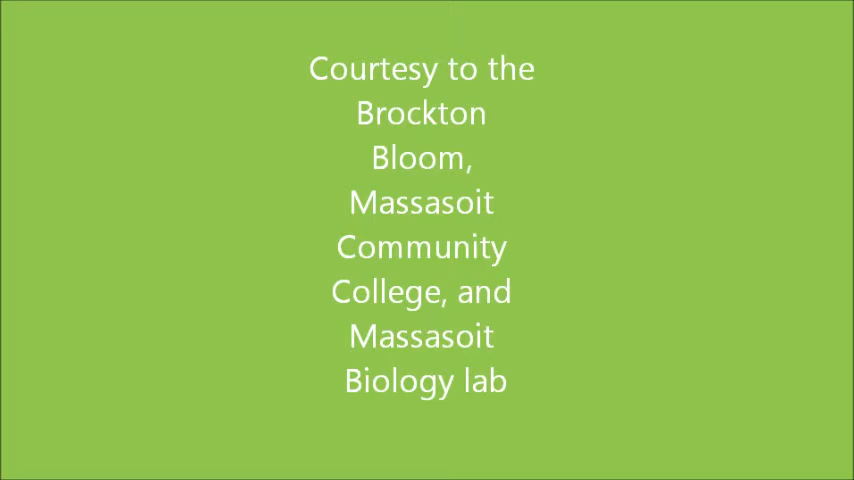 Courtesy to the
Brockton
Bloom,
Massasoit
Community
College, and
Massasoit
Biology lab